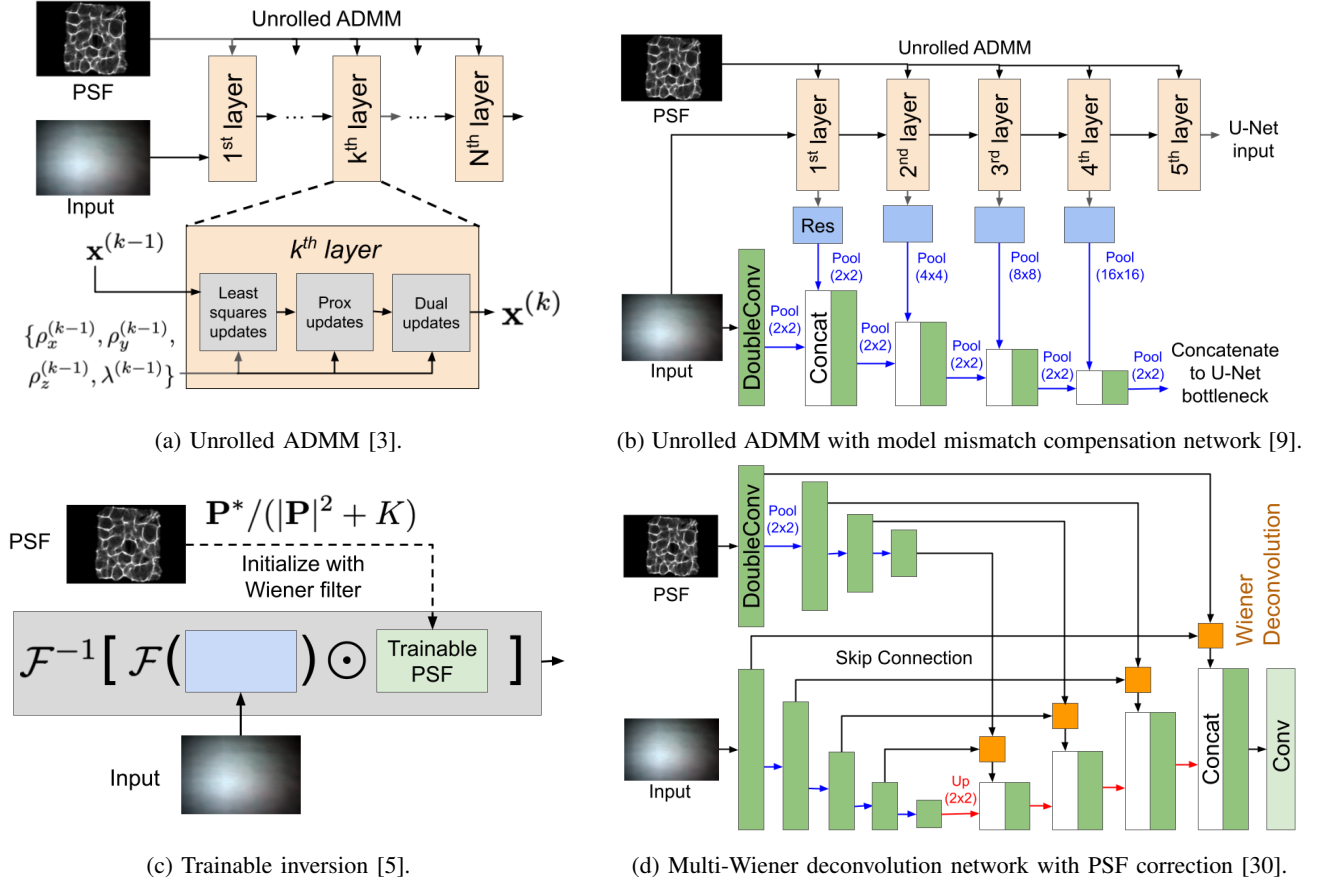 Unrolled ADMM
PSF
Input
1st layer
...
kth layer
...
Nth layer
x^(k−1)
kth layer
Least squares updates
Prox updates
Dual updates
x^(k)
{ρx^(k−1), ρy^(k−1),
ρz^(k−1), λ^(k−1)}
(a) Unrolled ADMM [3].
Unrolled ADMM
PSF
1st layer
2nd layer
3rd layer
4th layer
5th layer
U-Net
input
Res
Pool
(2x2)
Pool
(4x4)
Pool
(8x8)
Pool
(16x16)
Input
DoubleConv
Pool
(2x2)
Concat
Pool
(2x2)
Pool
(2x2)
Pool
(2x2)
Pool
(2x2)
Concatenate
to U-Net
bottleneck
(b) Unrolled ADMM with model mismatch compensation network [9].
PSF
P*/(|P|² + K)
Initialize with
Wiener filter
F⁻¹[ F( ) ⊙ Trainable PSF ]
Input
(c) Trainable inversion [5].
PSF
DoubleConv
Pool
(2x2)
Wiener
Deconvolution
Skip Connection
Input
Up
(2x2)
Concat
Conv
(d) Multi-Wiener deconvolution network with PSF correction [30].